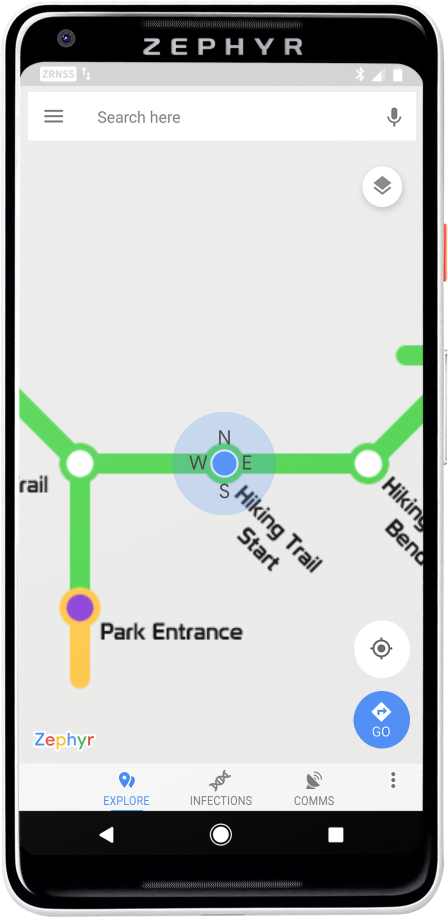 ZEPHYR
ZRNSS
Search here
N
W E
S
rail
Hiking Trail
Start
Hiking
Bend
Park Entrance
GO
Zephyr
EXPLORE INFECTIONS COMMS